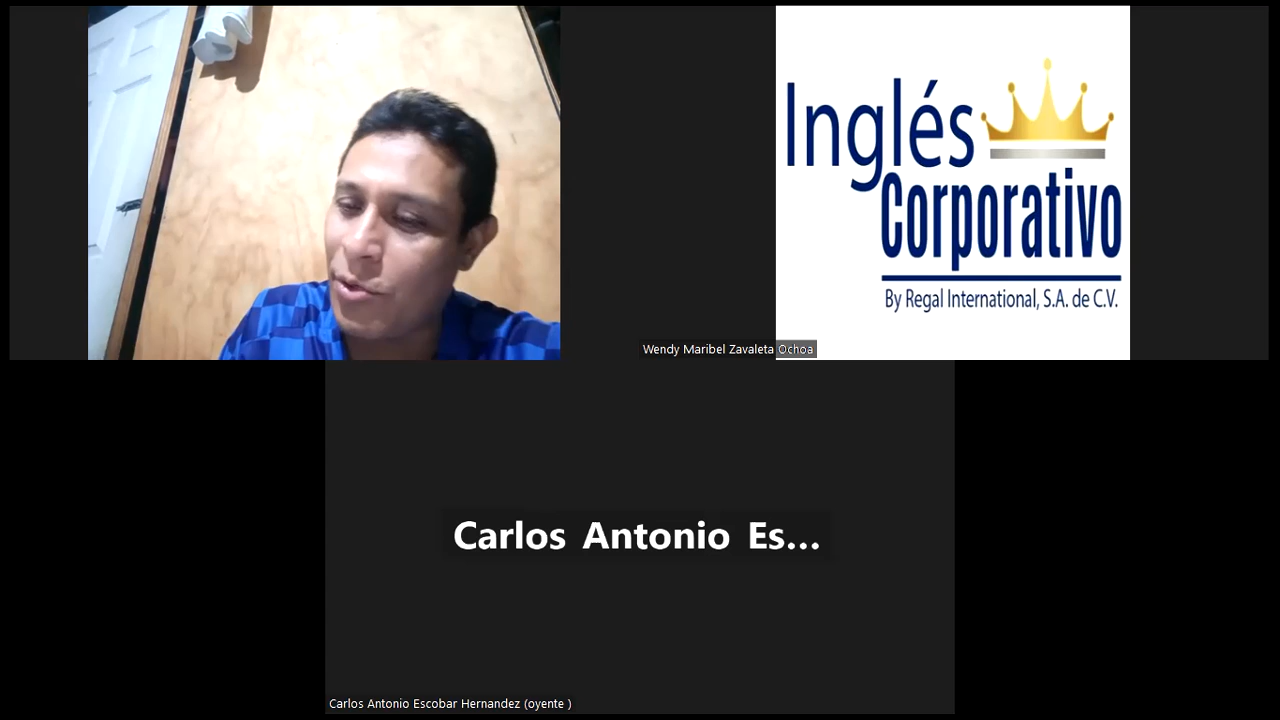 Inglés
Corporativo
By Regal International, S.A. de C.V.
Wendy Maribel Zavaleta Ochoa
Carlos Antonio Es...
Carlos Antonio Escobar Hernandez (oyente )